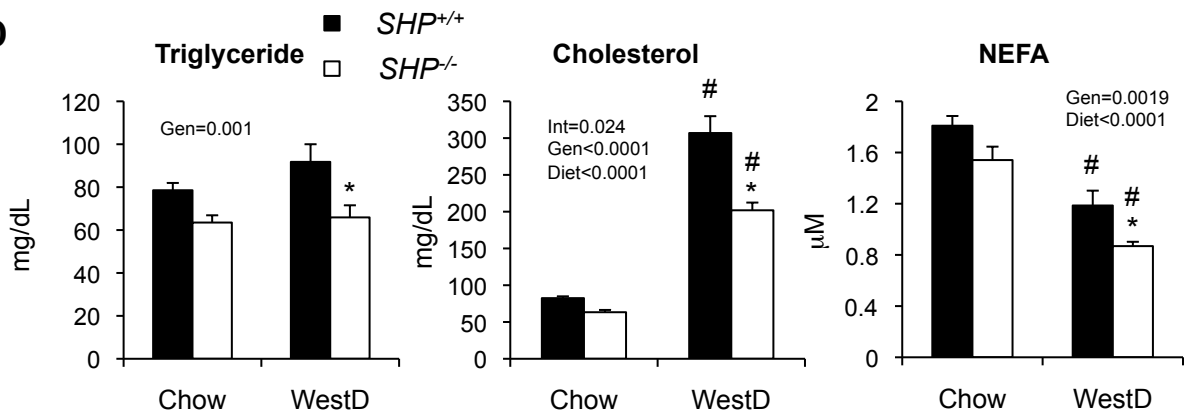 SHP+/+
SHP-/-
Triglyceride
mg/dL
120
100
80
60
40
20
0
Gen=0.001
*
Chow WestD
Cholesterol
mg/dL
350
300
250
200
150
100
50
0
Int=0.024
Gen<0.0001
Diet<0.0001
#
#
*
Chow WestD
NEFA
μM
2
1.6
1.2
0.8
0.4
0
Gen=0.0019
Diet<0.0001
#
#
*
Chow WestD